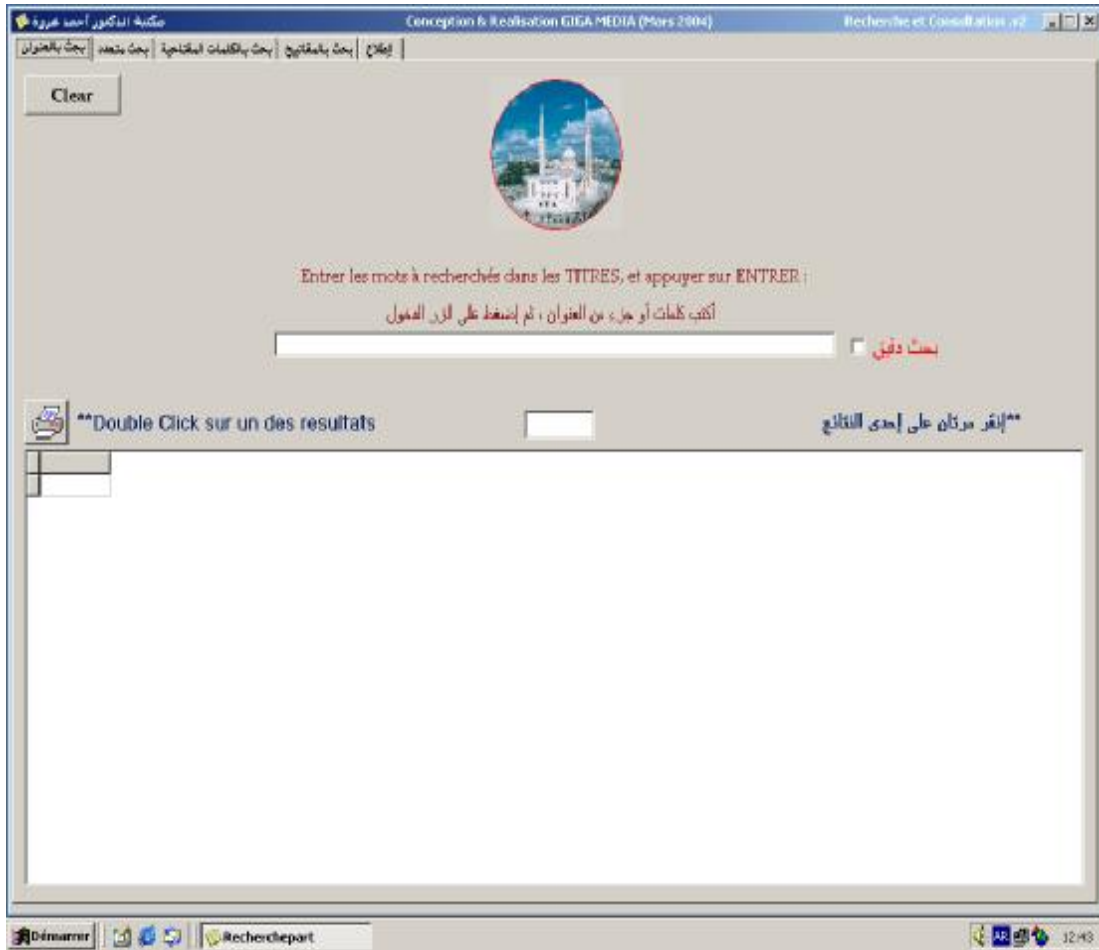 مكتبة الدكتور أحمد عروة
Conception & Realisation GIGA MEDIA (Mars 2004)
Recherche et Consultation .v2
بحث بالعنوان بحث متعدد بحث بالكلمات المفتاحية بحث بالمفاتيح إطلاع
Clear
Entrer les mots à recherchés dans les TITRES, et appuyer sur ENTRER :
أكتب كلمات أو جزء من العنوان ، ثم إضغط على الزر الدخول
بحث دقيق
**Double Click sur un des resultats
**إنقر مرتان على إحدى النتائج
Démarrer
Recherchepart
AR
12:43